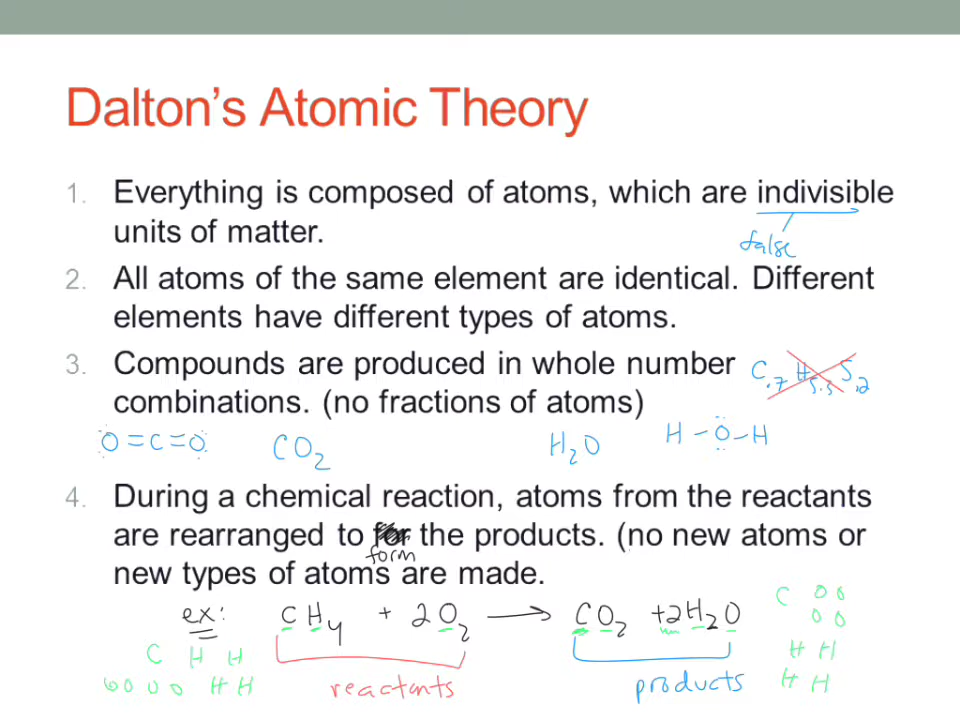 Dalton's Atomic Theory
1. Everything is composed of atoms, which are indivisible
units of matter.
false
2. All atoms of the same element are identical. Different
elements have different types of atoms.
3. Compounds are produced in whole number
C.7 H5.3 S.2
combinations. (no fractions of atoms)
O=C=O CO2 H2O H-O-H
4. During a chemical reaction, atoms from the reactants
are rearranged to the products. (no new atoms or
form
new types of atoms are made.
ex: CH4 + 2O2 → CO2 + 2H2O
C O O
O O
C H H
H H
O O O O H H
H H
reactants products